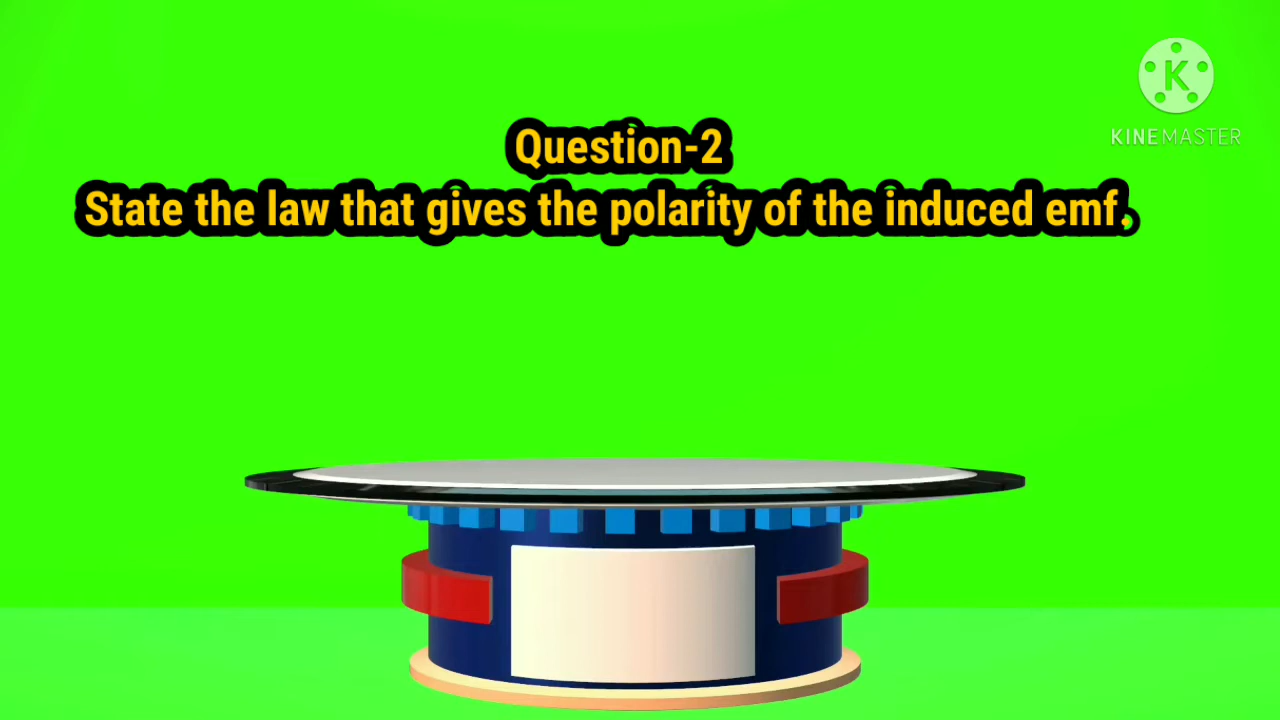 Question-2
State the law that gives the polarity of the induced emf.
K
KINEMASTER